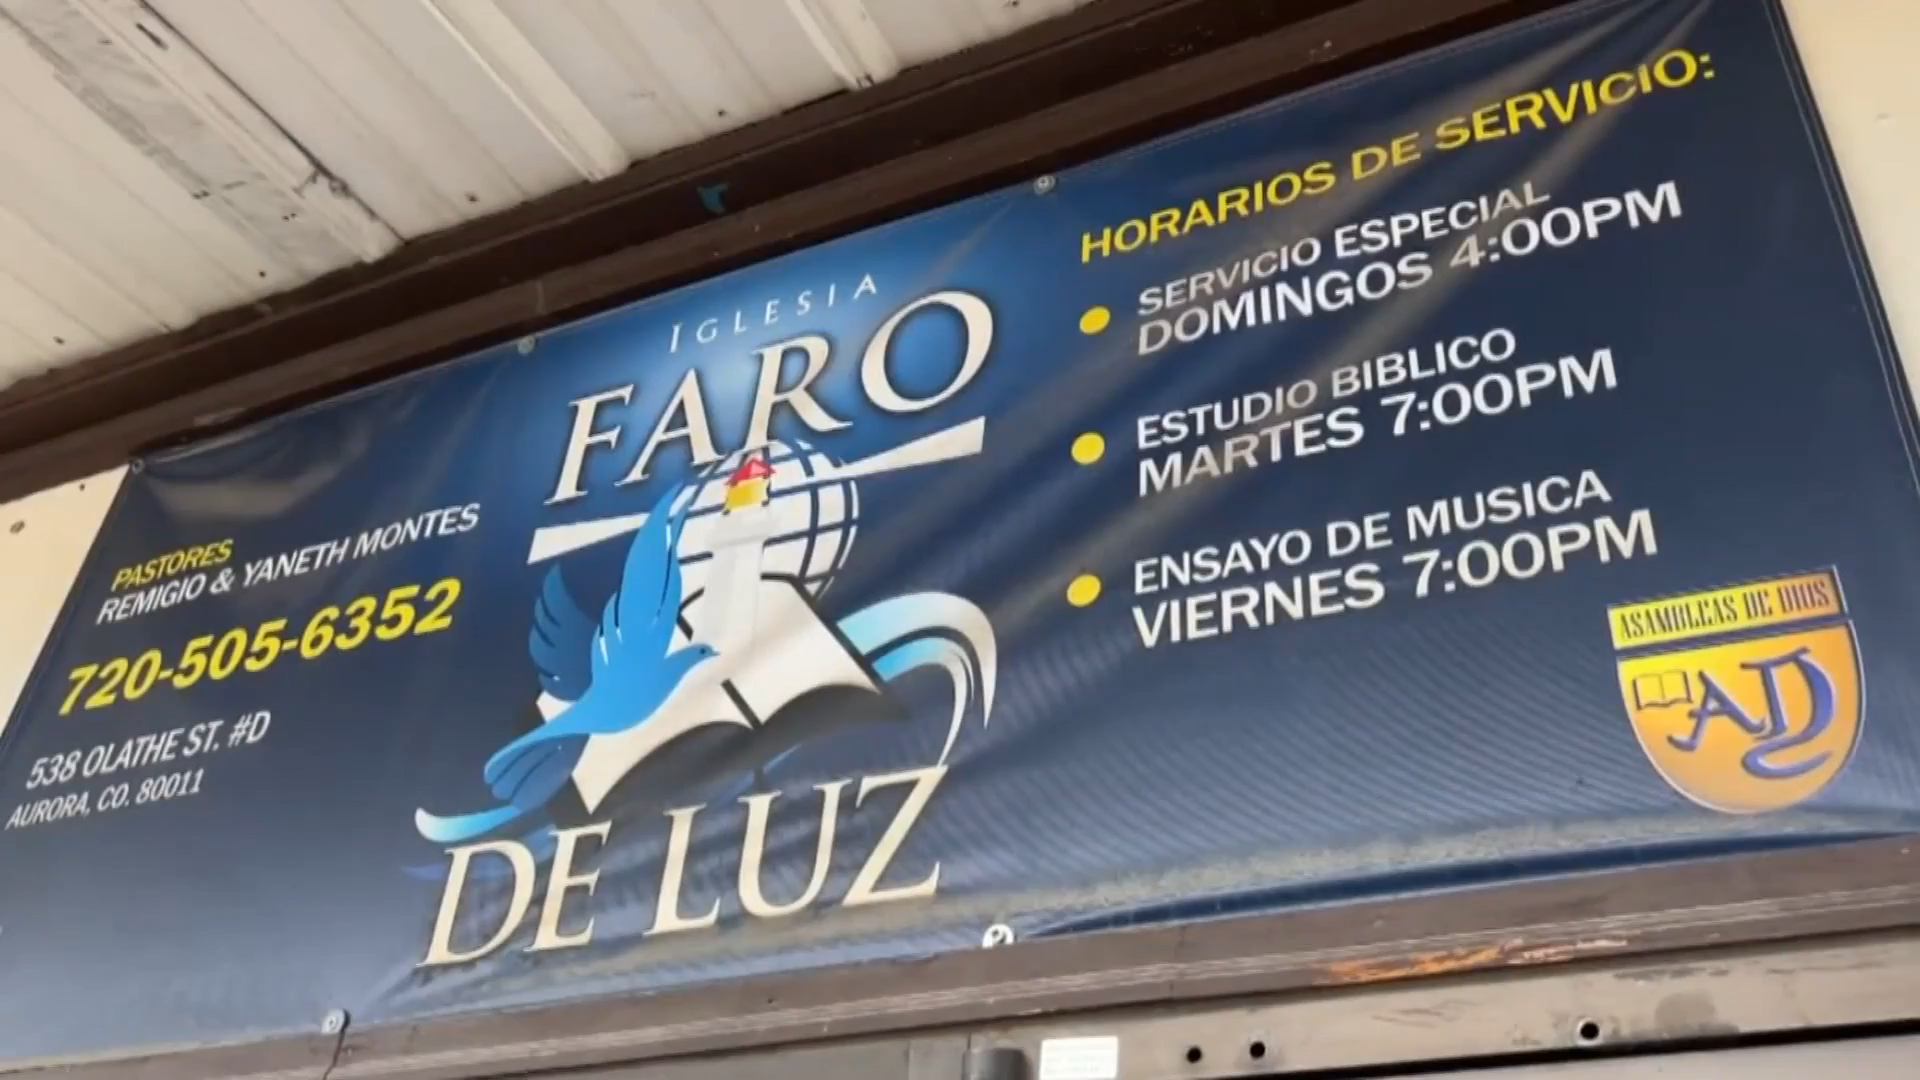 PASTORES
REMIGIO & YANETH MONTES
720-505-6352
538 OLATHE ST. #D
AURORA, CO. 80011
IGLESIA
FARO
DE LUZ
HORARIOS DE SERVICIO:
SERVICIO ESPECIAL
DOMINGOS 4:00PM
ESTUDIO BIBLICO
MARTES 7:00PM
ENSAYO DE MUSICA
VIERNES 7:00PM
ASAMBLEAS DE DIOS
AD